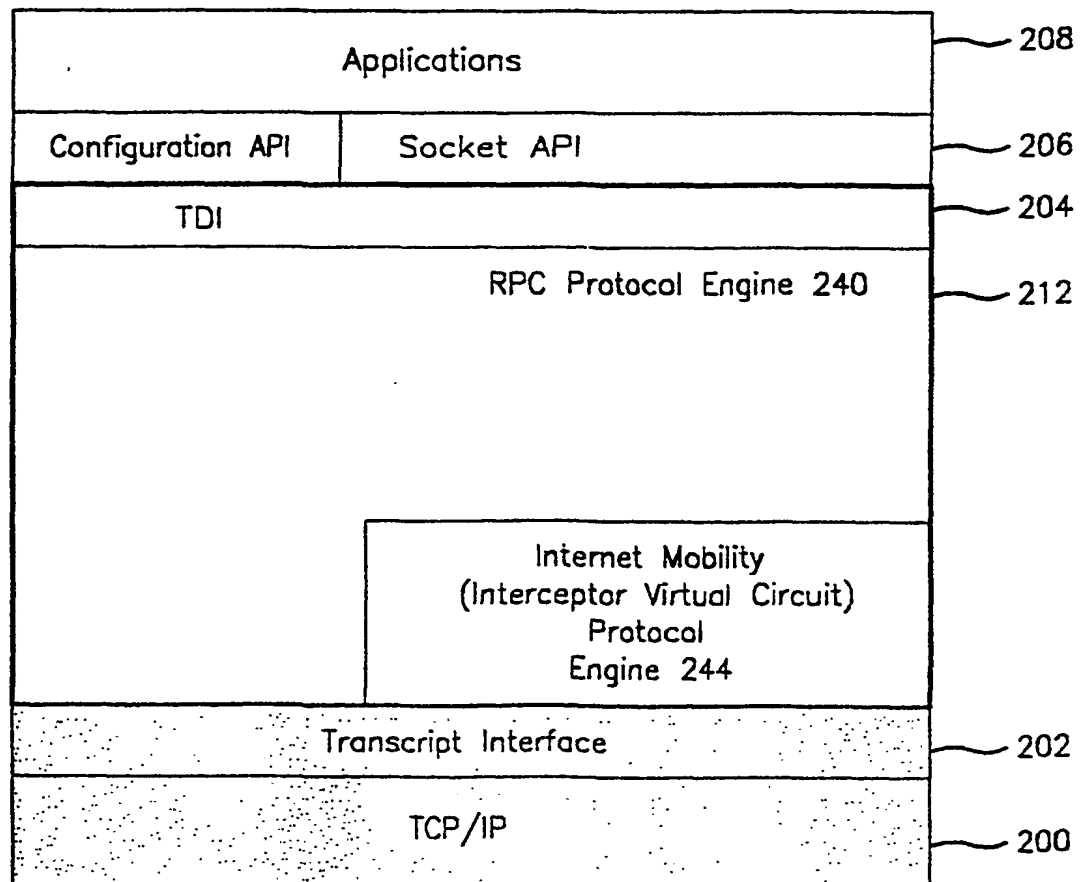 Applications
208
Configuration API
Socket API
206
TDI
204
RPC Protocol Engine 240
212
Internet Mobility
(Interceptor Virtual Circuit)
Protocol
Engine 244
Transcript Interface
202
TCP/IP
200